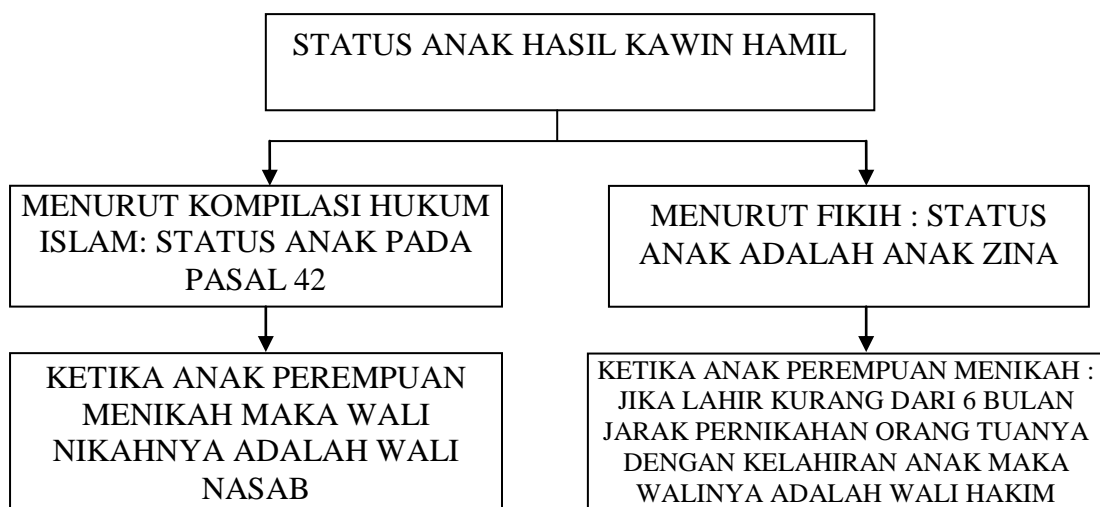 STATUS ANAK HASIL KAWIN HAMIL
MENURUT KOMPILASI HUKUM
ISLAM: STATUS ANAK PADA
PASAL 42
MENURUT FIKIH : STATUS
ANAK ADALAH ANAK ZINA
KETIKA ANAK PEREMPUAN
MENIKAH MAKA WALI
NIKAHNYA ADALAH WALI
NASAB
KETIKA ANAK PEREMPUAN MENIKAH :
JIKA LAHIR KURANG DARI 6 BULAN
JARAK PERNIKAHAN ORANG TUANYA
DENGAN KELAHIRAN ANAK MAKA
WALINYA ADALAH WALI HAKIM